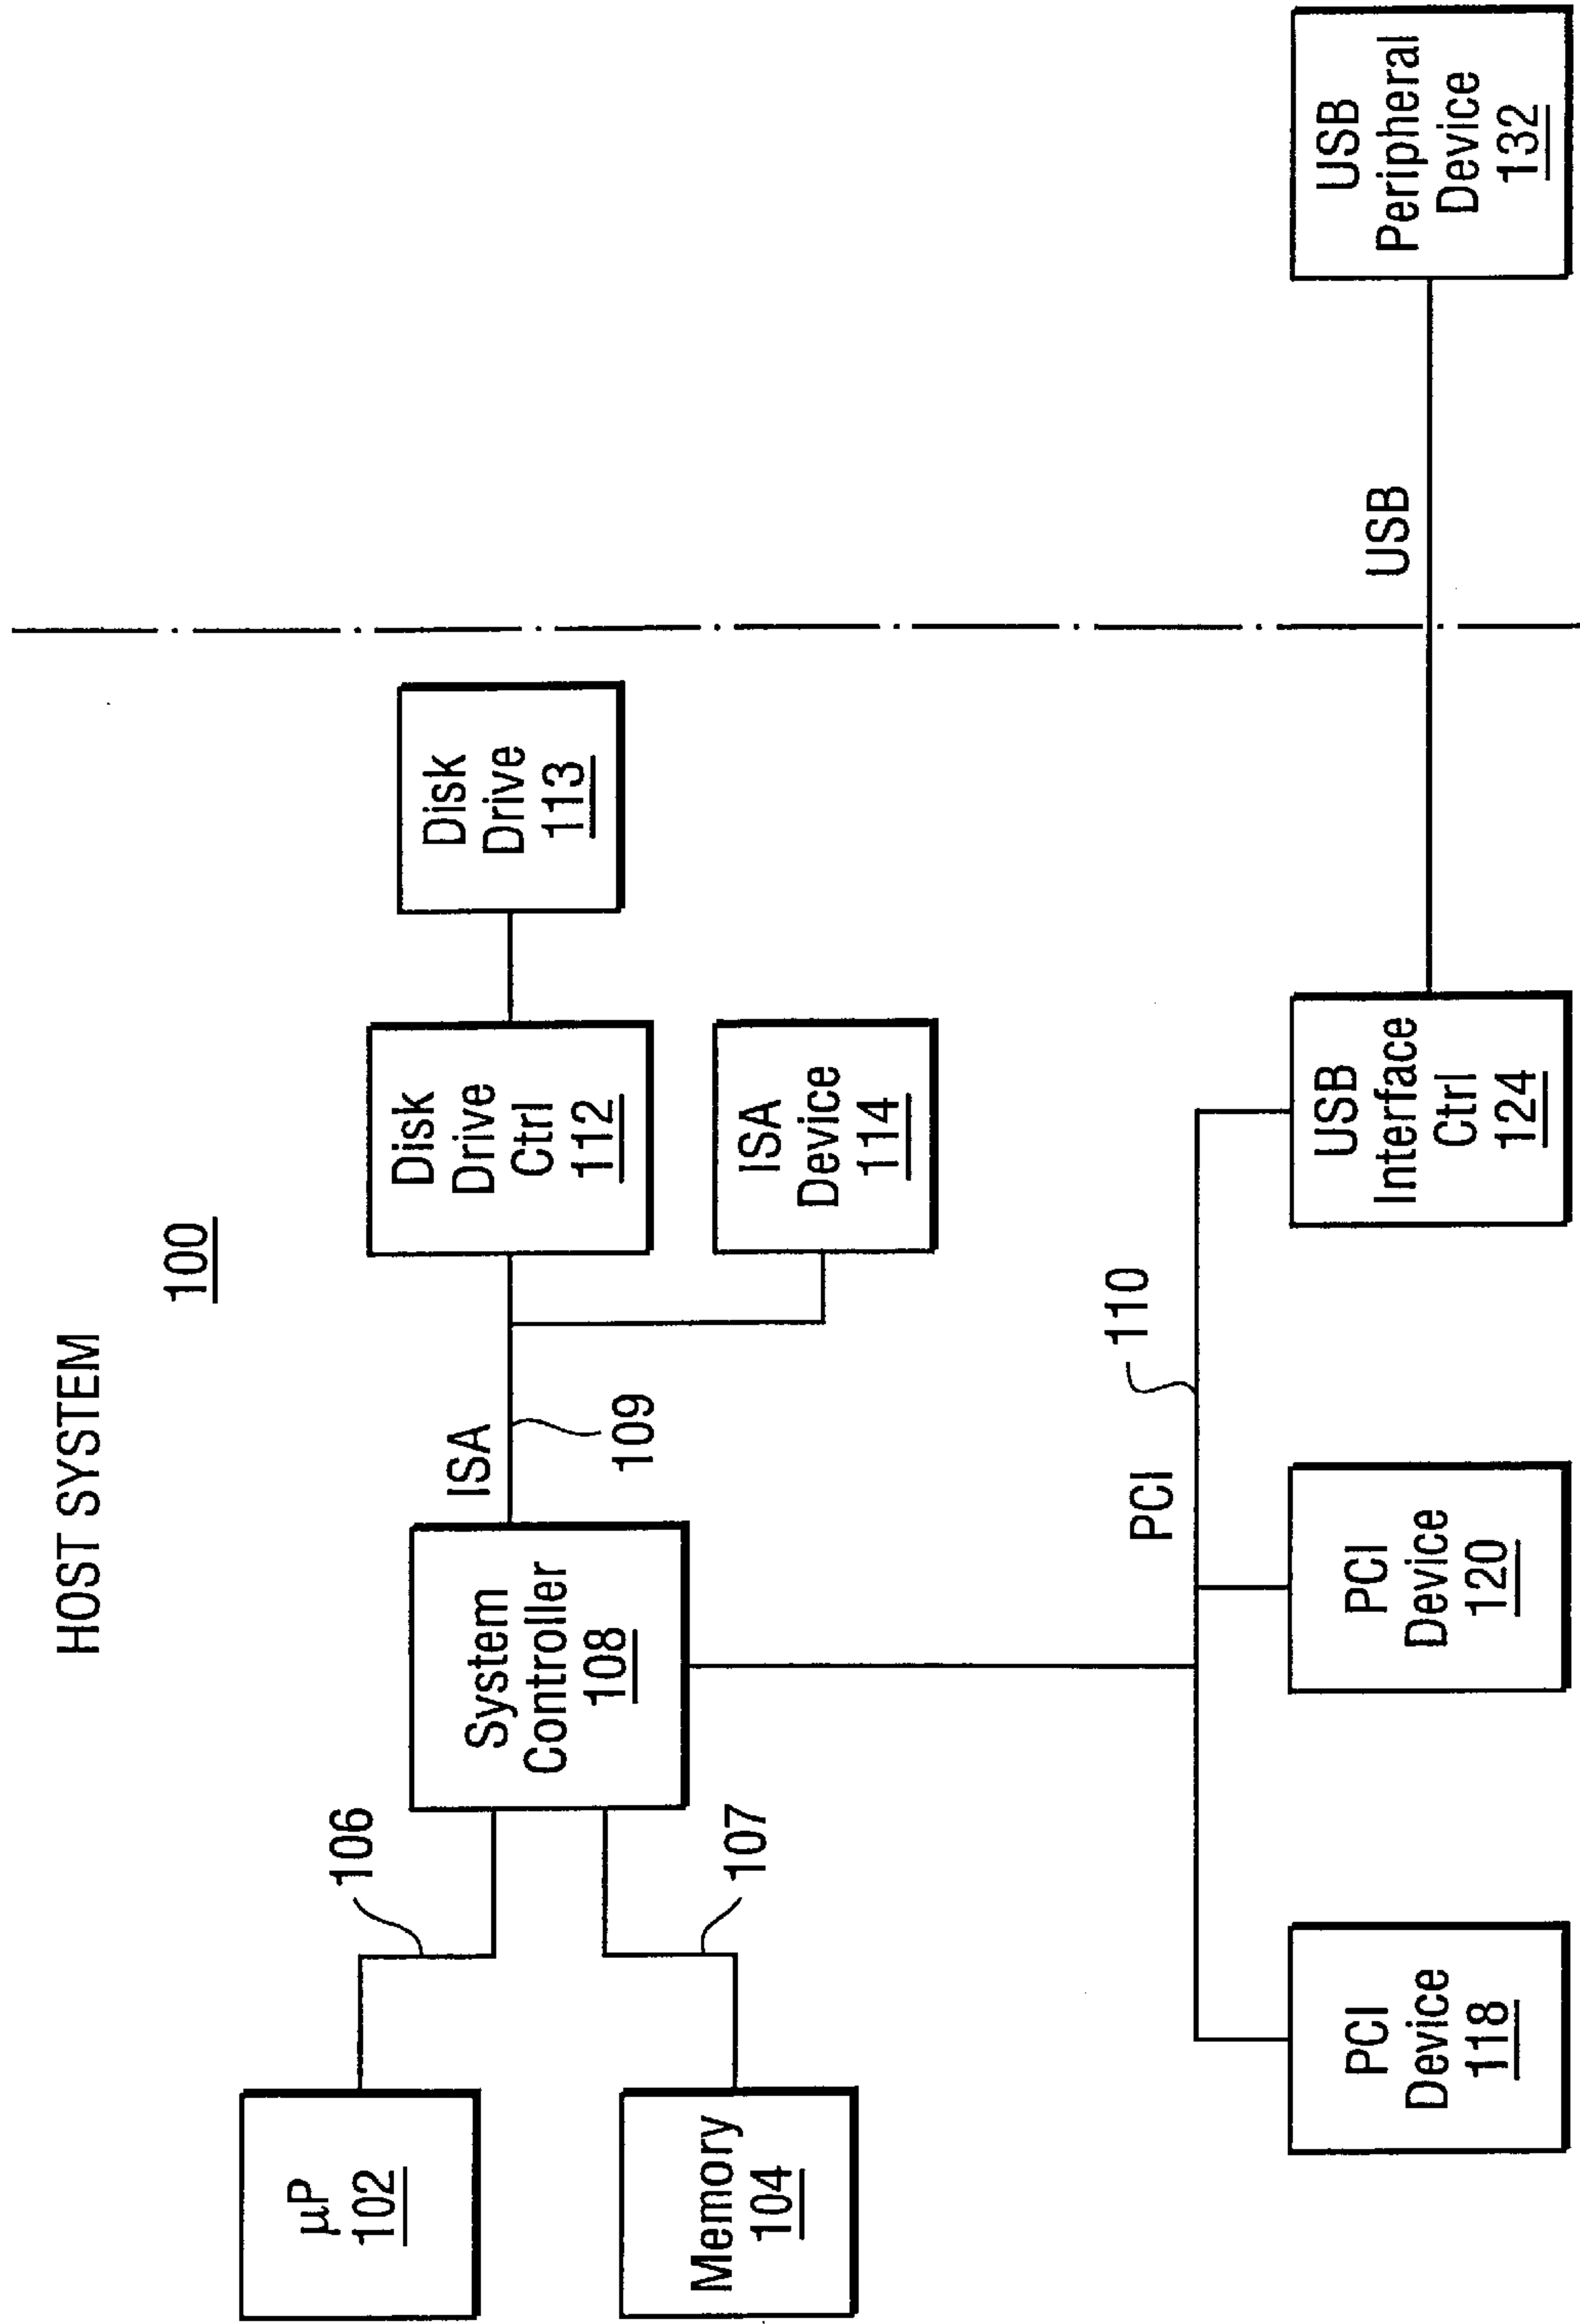 HOST SYSTEM
100
μP
102
106
Memory
104
107
System
Controller
108
ISA
109
Disk
Drive
Ctrl
112
Disk
Drive
113
ISA
Device
114
PCI
110
PCI
Device
118
PCI
Device
120
USB
Interface
Ctrl
124
USB
USB
Peripheral
Device
132